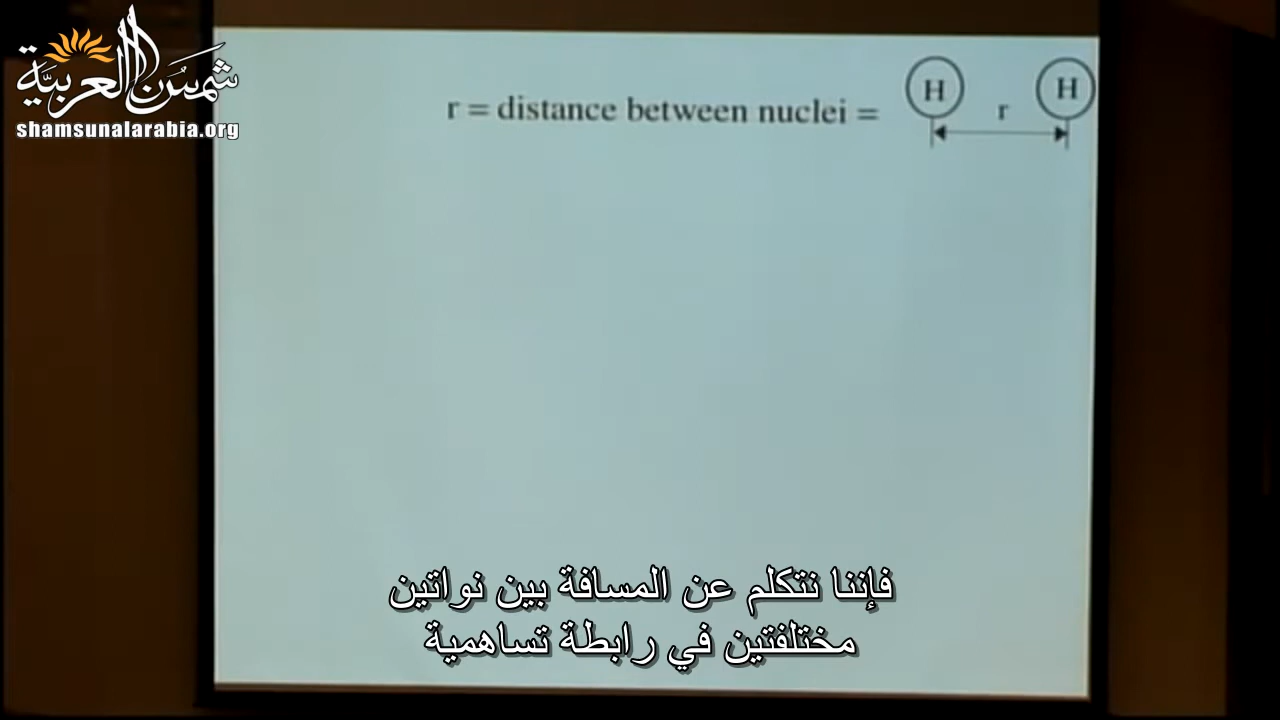 شمس العربية
shamsunalarabia.org
r = distance between nuclei =
H
r
H
فإننا نتكلم عن المسافة بين نواتين
مختلفتين في رابطة تساهمية